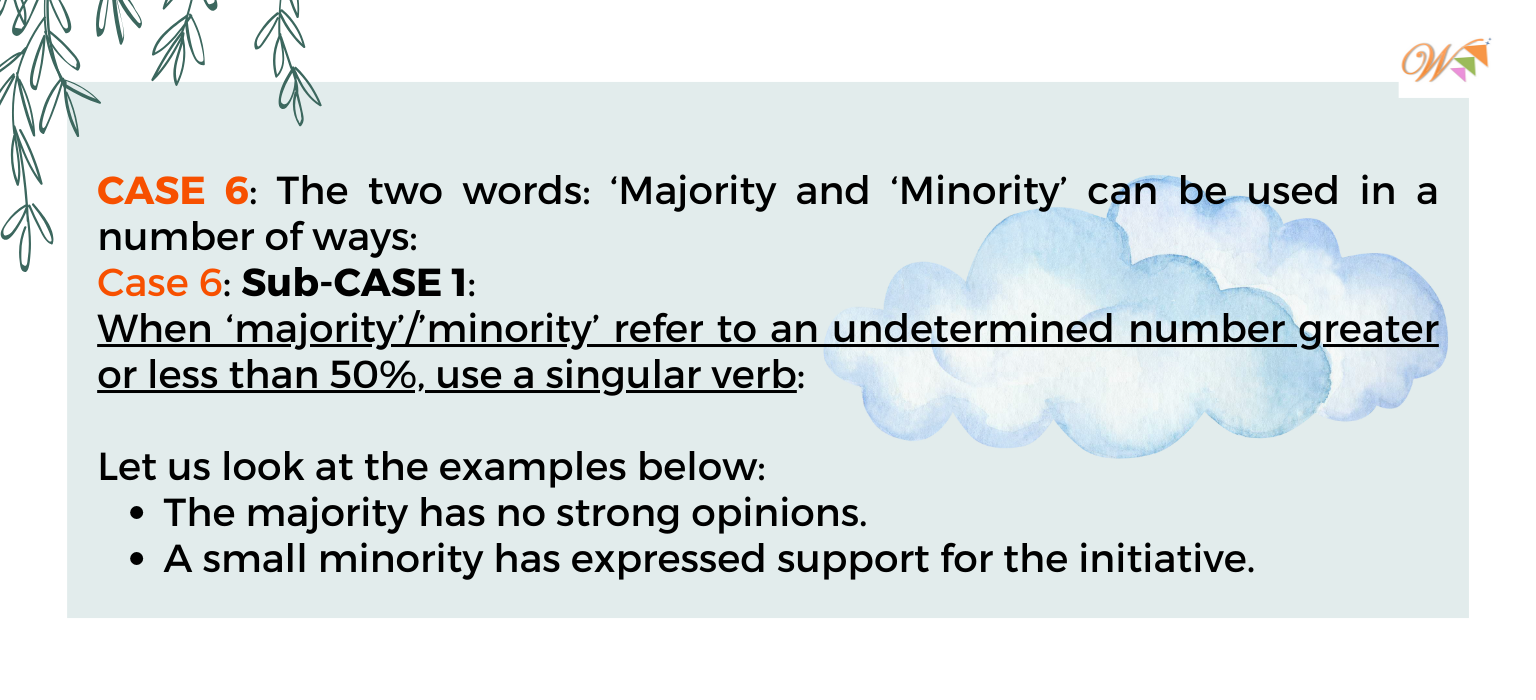 W
CASE 6: The two words: ‘Majority and ‘Minority’ can be used in a
number of ways:
Case 6: Sub-CASE 1:
When ‘majority’/’minority’ refer to an undetermined number greater
or less than 50%, use a singular verb:
Let us look at the examples below:
• The majority has no strong opinions.
• A small minority has expressed support for the initiative.